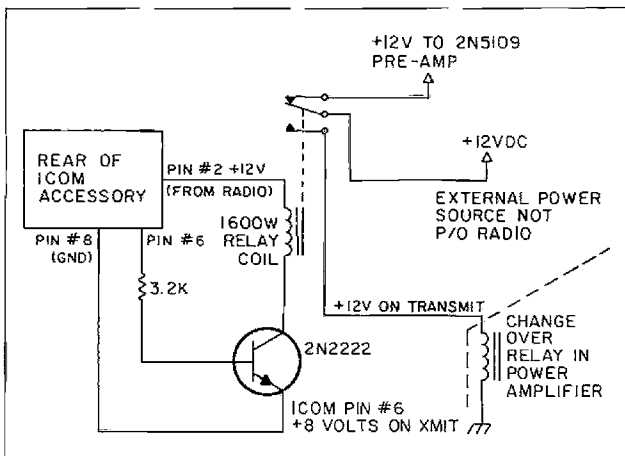 +12V TO 2N5109
PRE-AMP
+12VDC
REAR OF
ICOM
ACCESSORY
PIN #2 +12V
(FROM RADIO)
EXTERNAL POWER
SOURCE NOT
P/O RADIO
PIN #8
(GND)
PIN #6
1600W
RELAY
COIL
3.2K
+12V ON TRANSMIT
2N2222
CHANGE
OVER
RELAY IN
POWER
AMPLIFIER
ICOM PIN #6
+8 VOLTS ON XMIT